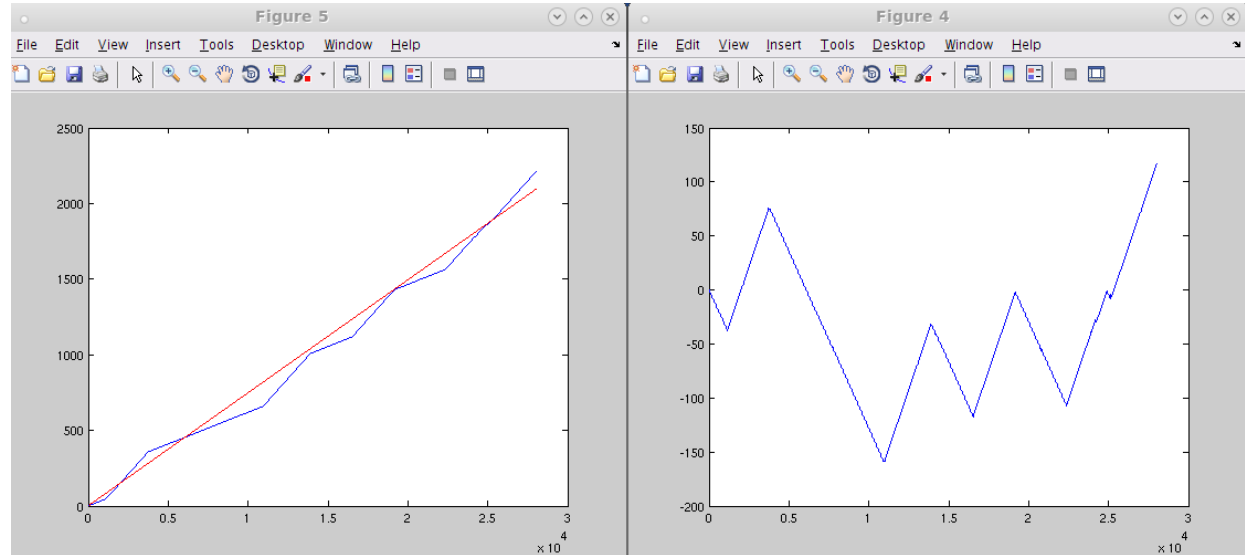 Figure 5
File Edit View Insert Tools Desktop Window Help
2500
2000
1500
1000
500
0
0 0.5 1 1.5 2 2.5 3
x 10 4
Figure 4
File Edit View Insert Tools Desktop Window Help
150
100
50
0
-50
-100
-150
-200
0 0.5 1 1.5 2 2.5 3
x 10 4